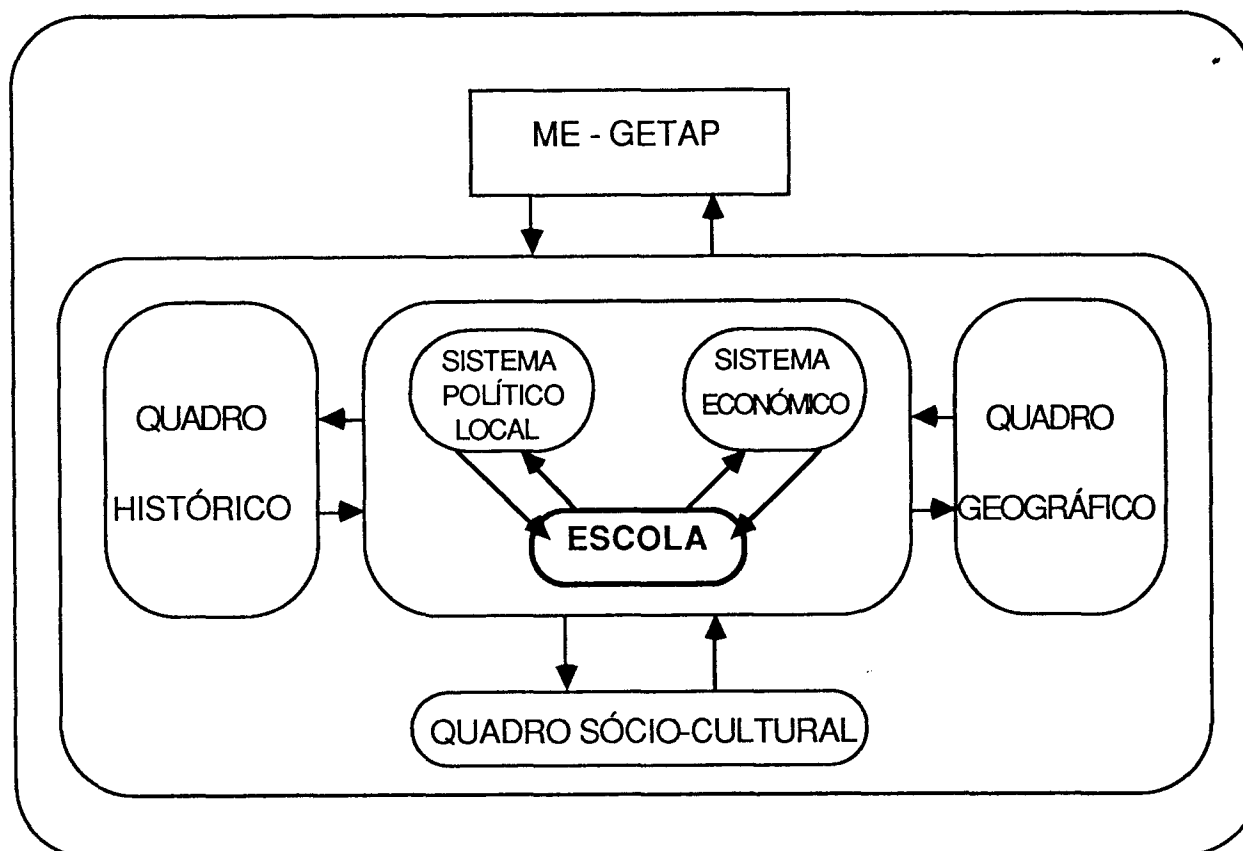 ME - GETAP
SISTEMA
POLÍTICO
LOCAL
SISTEMA
ECONÓMICO
QUADRO
HISTÓRICO
QUADRO
GEOGRÁFICO
ESCOLA
QUADRO SÓCIO-CULTURAL